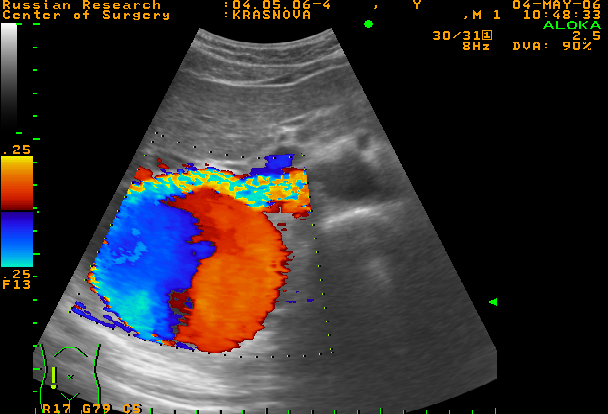 Russian Research :04.05.06-4 , Y 04-MAY-06
Center of Surgery :KRASNOVA ,M 1 10:48:33
ALOKA
30/31 2.5
8Hz DVA: 90%
.25
.25
F13
R17 G79 C5